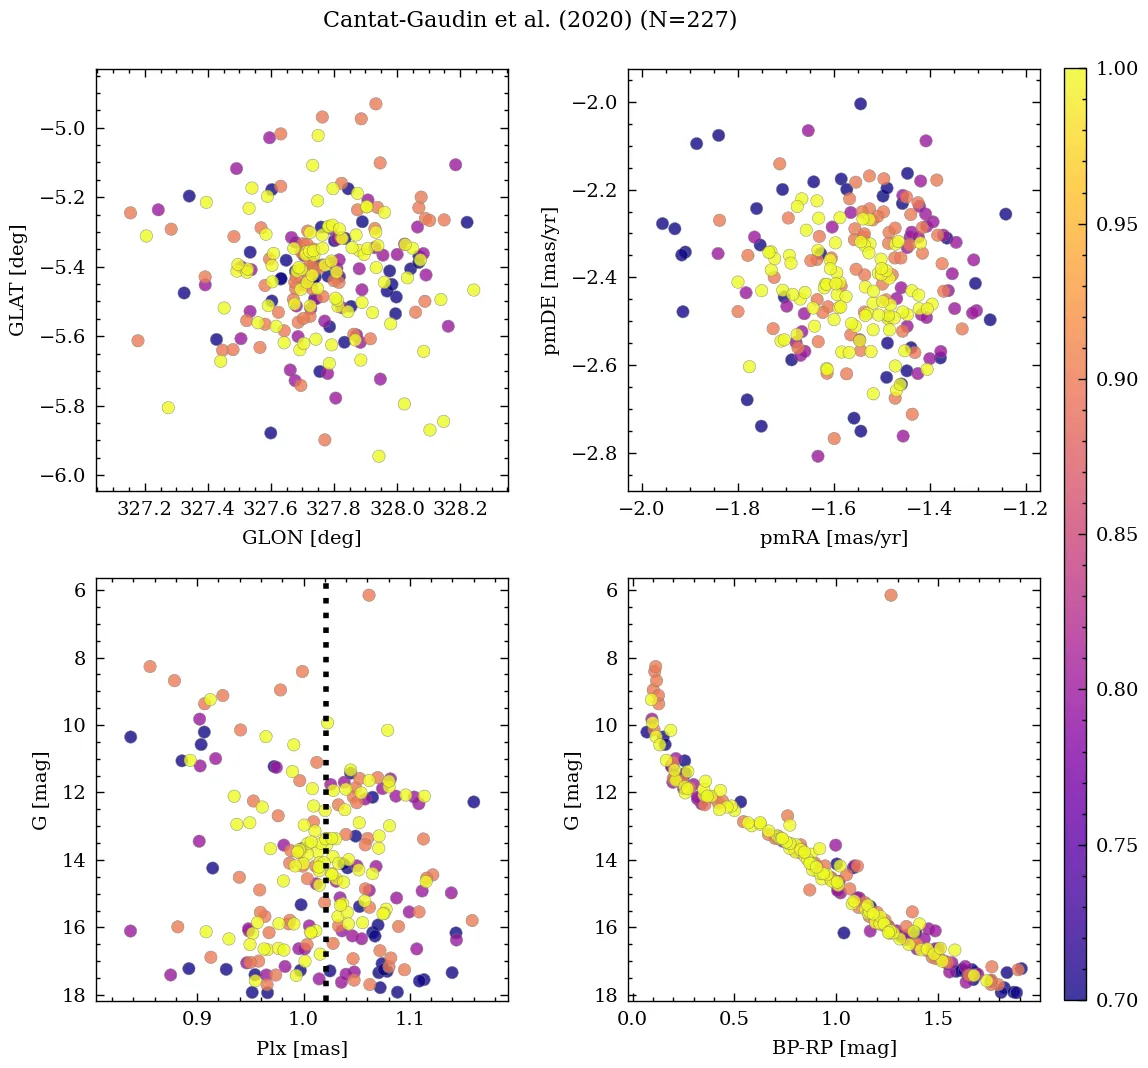 Cantat-Gaudin et al. (2020) (N=227)
−5.0
−5.2
−5.4
−5.6
−5.8
−6.0
GLAT [deg]
327.2 327.4 327.6 327.8 328.0 328.2
GLON [deg]
−2.0
−2.2
−2.4
−2.6
−2.8
pmDE [mas/yr]
−2.0 −1.8 −1.6 −1.4 −1.2
pmRA [mas/yr]
6
8
10
12
14
16
18
G [mag]
0.9 1.0 1.1
Plx [mas]
6
8
10
12
14
16
18
G [mag]
0.0 0.5 1.0 1.5
BP-RP [mag]
1.00
0.95
0.90
0.85
0.80
0.75
0.70